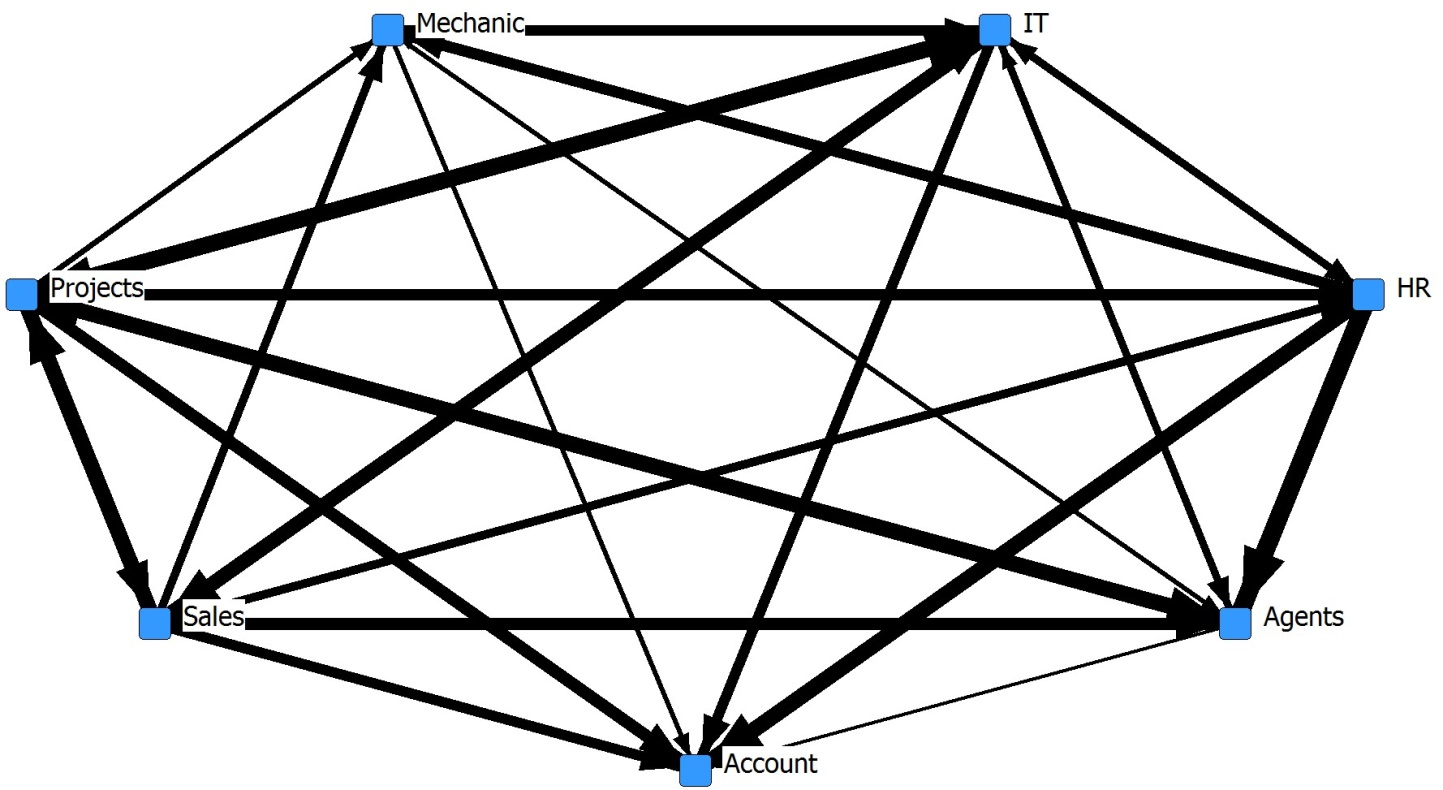 Mechanic
IT
Projects
HR
Sales
Agents
Account